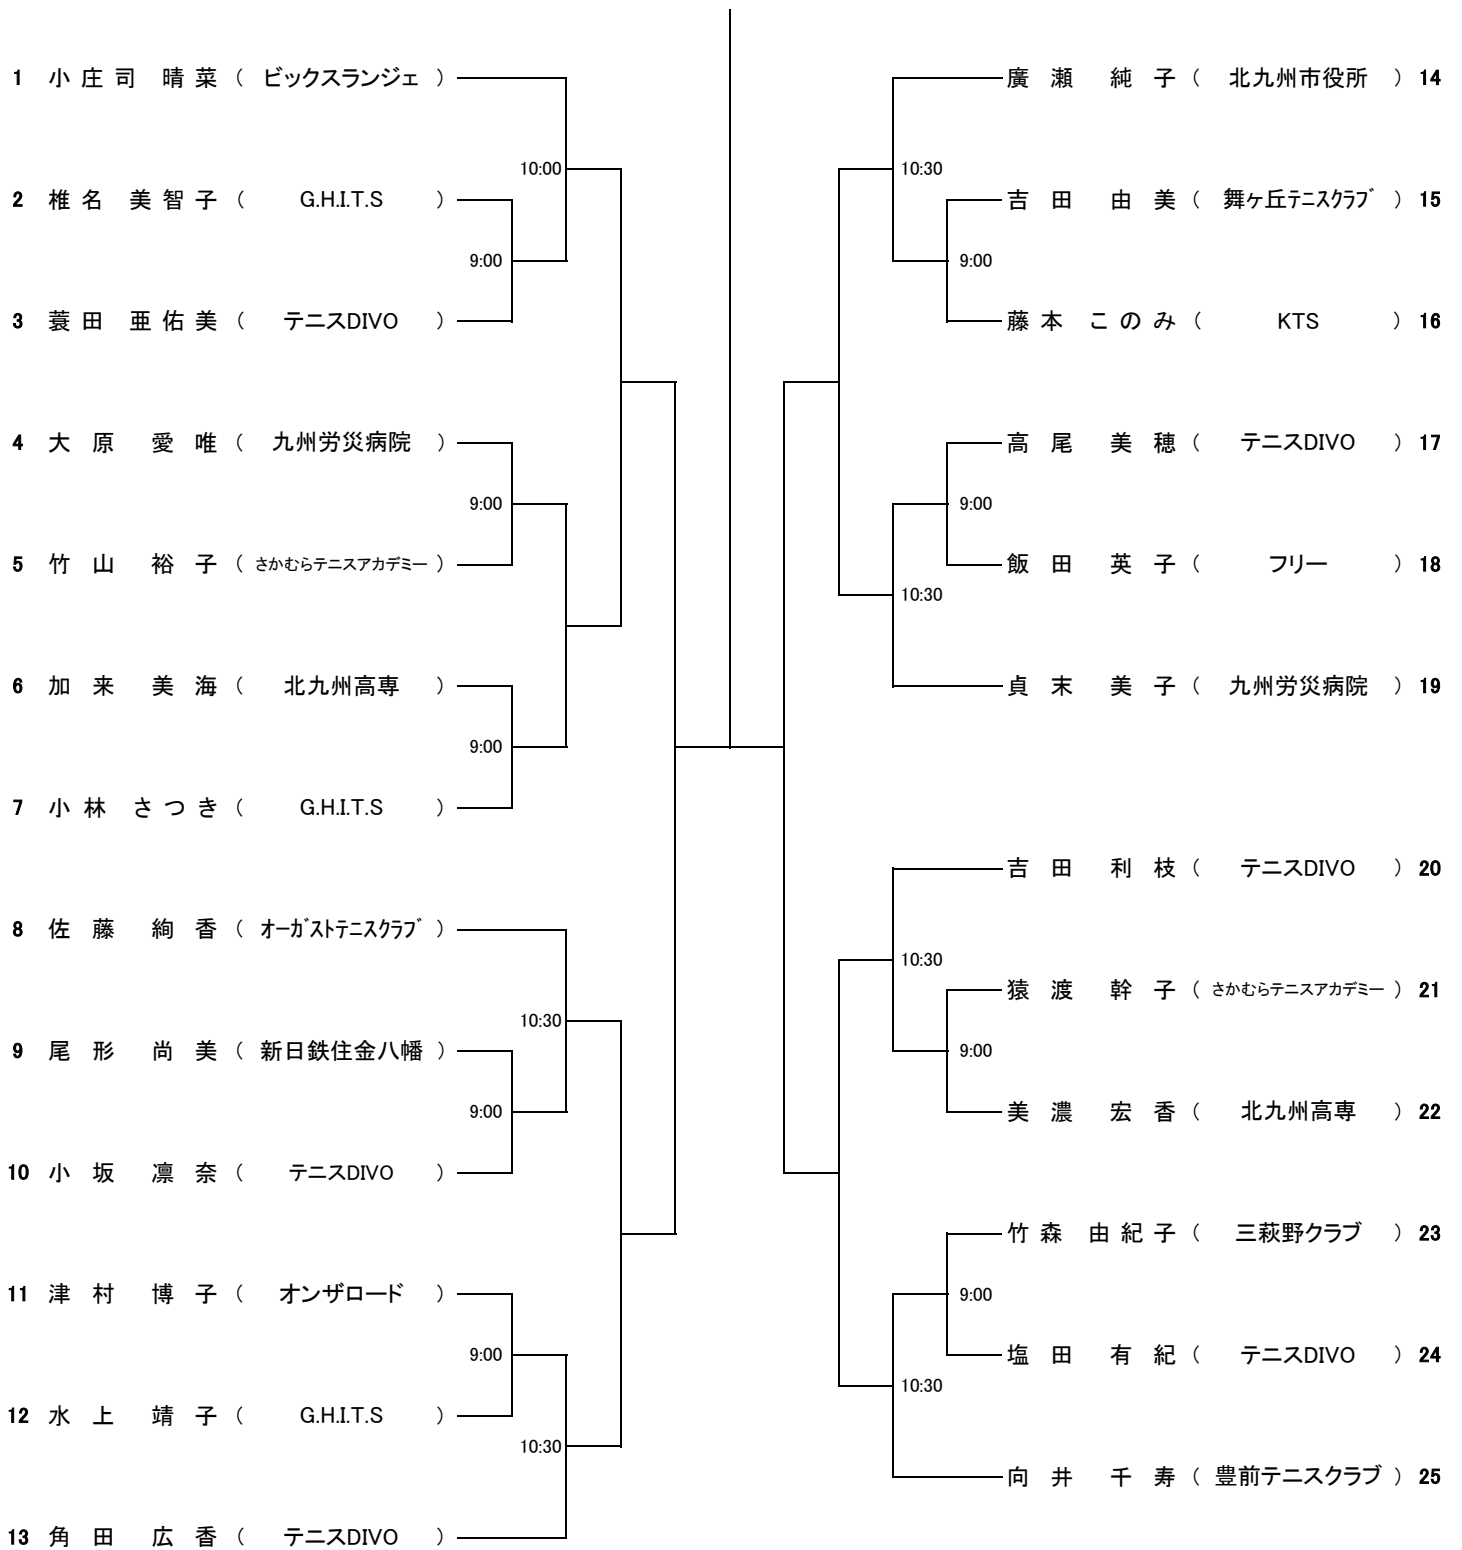 1 小庄司 晴菜 ( ビックスランジェ )
10:00
2 椎名 美智子 ( G.H.I.T.S )
9:00
3 蓑田 亜佑美 ( テニスDIVO )
4 大原 愛唯 ( 九州労災病院 )
9:00
5 竹山 裕子 ( さかむらテニスアカデミー )
6 加来 美海 ( 北九州高専 )
9:00
7 小林 さつき ( G.H.I.T.S )
8 佐藤 絢香 ( オーガストテニスクラブ )
10:30
9 尾形 尚美 ( 新日鉄住金八幡 )
9:00
10 小坂 凛奈 ( テニスDIVO )
11 津村 博子 ( オンザロード )
9:00
12 水上 靖子 ( G.H.I.T.S )
10:30
13 角田 広香 ( テニスDIVO )
廣瀬 純子 ( 北九州市役所 ) 14
10:30
吉田 由美 ( 舞ヶ丘テニスクラブ ) 15
9:00
藤本 このみ ( KTS ) 16
高尾 美穂 ( テニスDIVO ) 17
9:00
飯田 英子 ( フリー ) 18
10:30
貞末 美子 ( 九州労災病院 ) 19
吉田 利枝 ( テニスDIVO ) 20
10:30
猿渡 幹子 ( さかむらテニスアカデミー ) 21
9:00
美濃 宏香 ( 北九州高専 ) 22
竹森 由紀子 ( 三萩野クラブ ) 23
9:00
塩田 有紀 ( テニスDIVO ) 24
10:30
向井 千寿 ( 豊前テニスクラブ ) 25